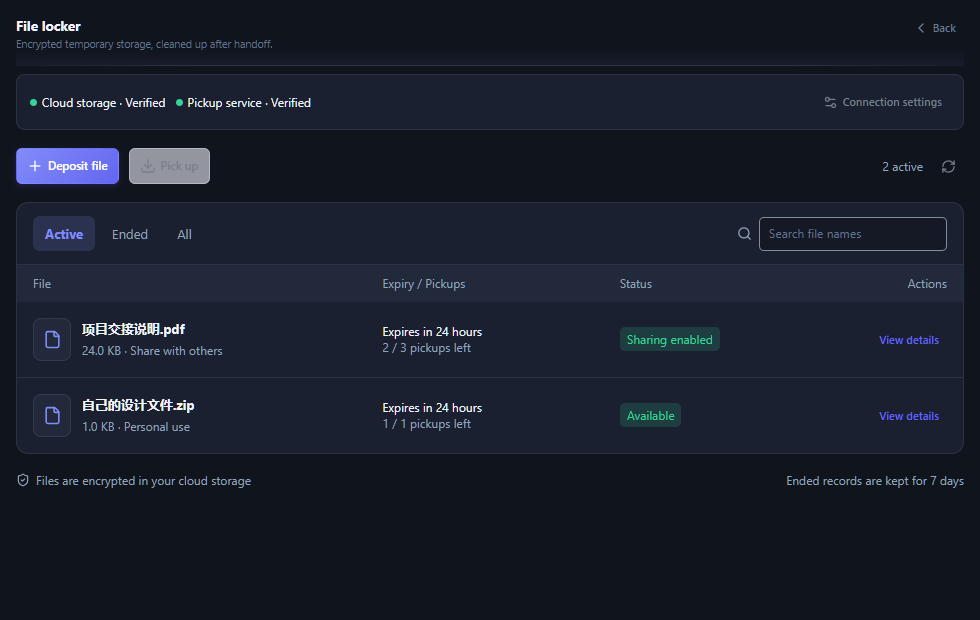 File locker
Back
Encrypted temporary storage, cleaned up after handoff.
Cloud storage · Verified
Pickup service · Verified
Connection settings
Deposit file
Pick up
2 active
Active
Ended
All
Search file names
File
Expiry / Pickups
Status
Actions
项目交接说明.pdf
24.0 KB · Share with others
Expires in 24 hours
2 / 3 pickups left
Sharing enabled
View details
自己的设计文件.zip
1.0 KB · Personal use
Expires in 24 hours
1 / 1 pickups left
Available
View details
Files are encrypted in your cloud storage
Ended records are kept for 7 days